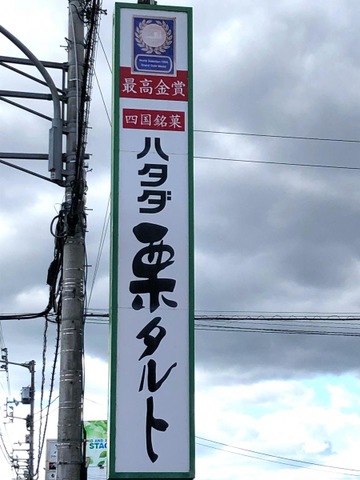 最高金賞
四国銘菓
ハタダ
栗タルト